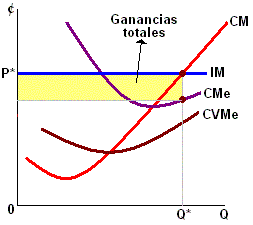 ¢
Ganancias
totales
CM
P*
IM
CMe
CVMe
0
Q*
Q